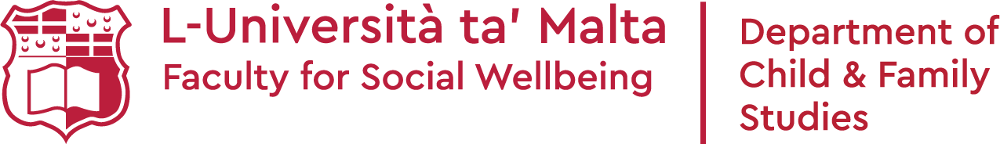 L-Università ta' Malta
Faculty for Social Wellbeing
Department of
Child & Family
Studies